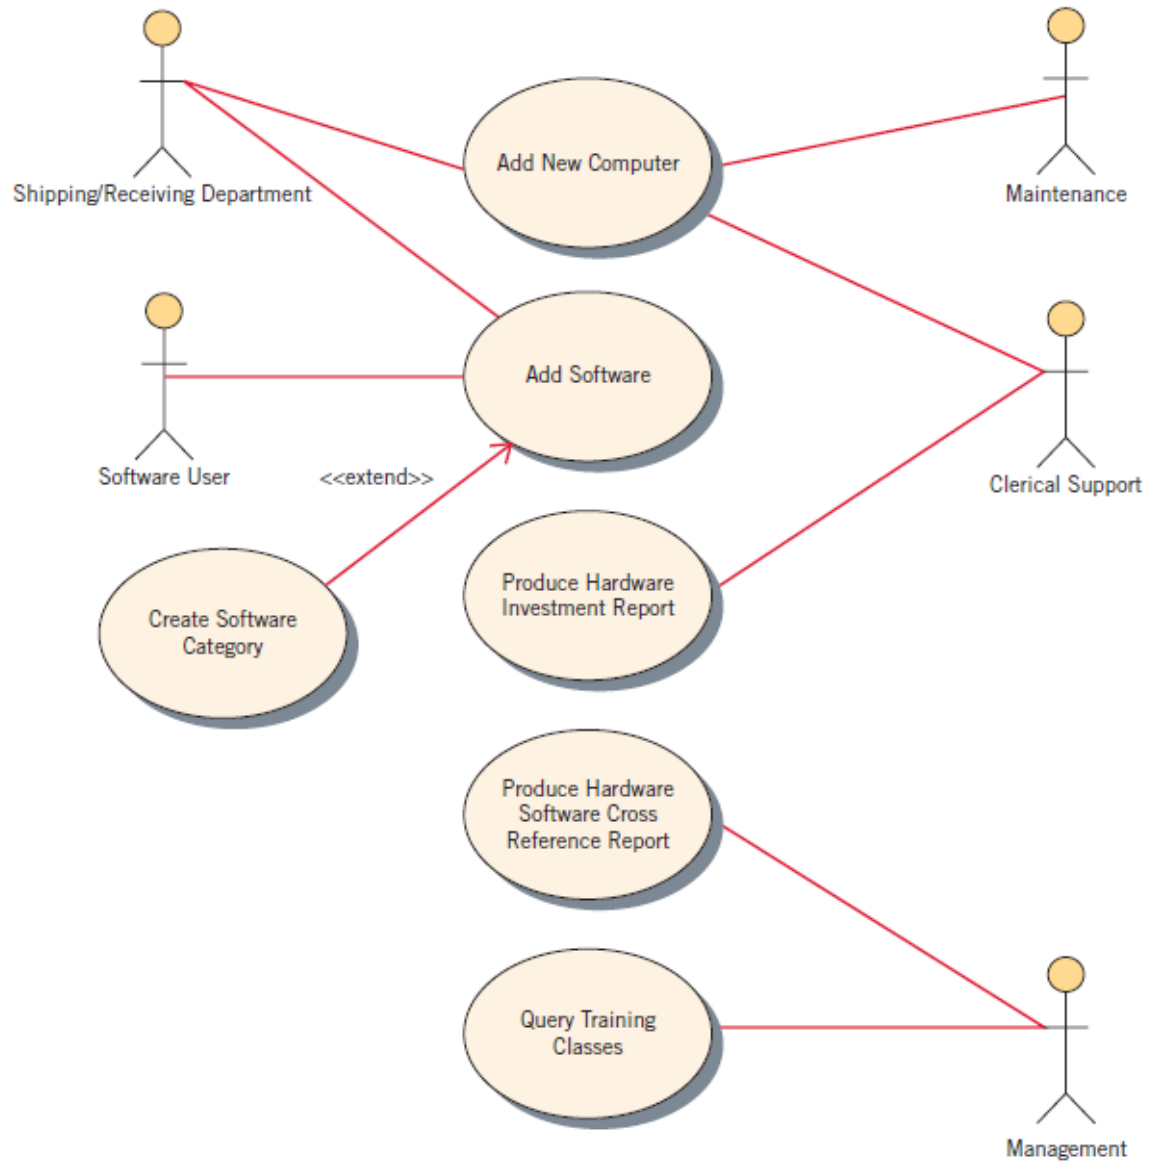 Add New Computer
Shipping/Receiving Department
Maintenance
Add Software
Software User
<<extend>>
Clerical Support
Produce Hardware
Investment Report
Create Software
Category
Produce Hardware
Software Cross
Reference Report
Query Training
Classes
Management